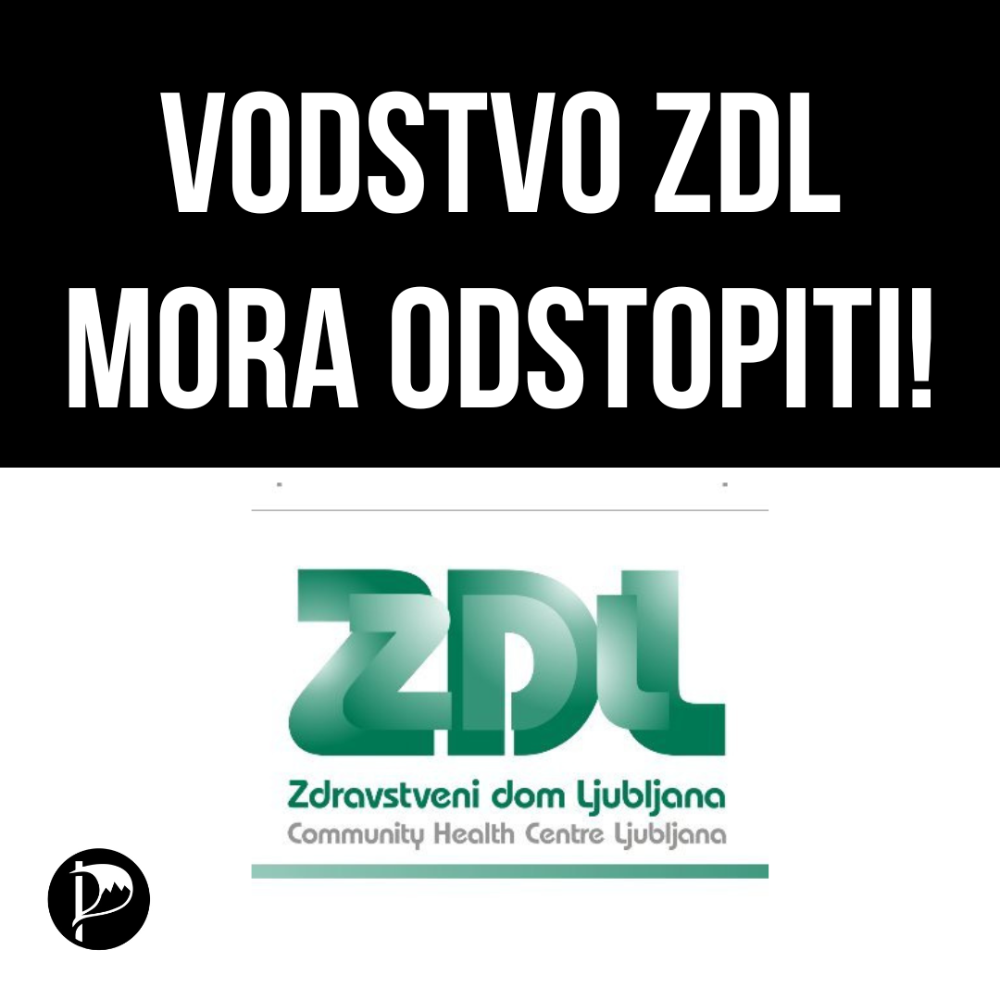 VODSTVO ZDL
MORA ODSTOPITI!
ZDL
Zdravstveni dom Ljubljana
Community Health Centre Ljubljana